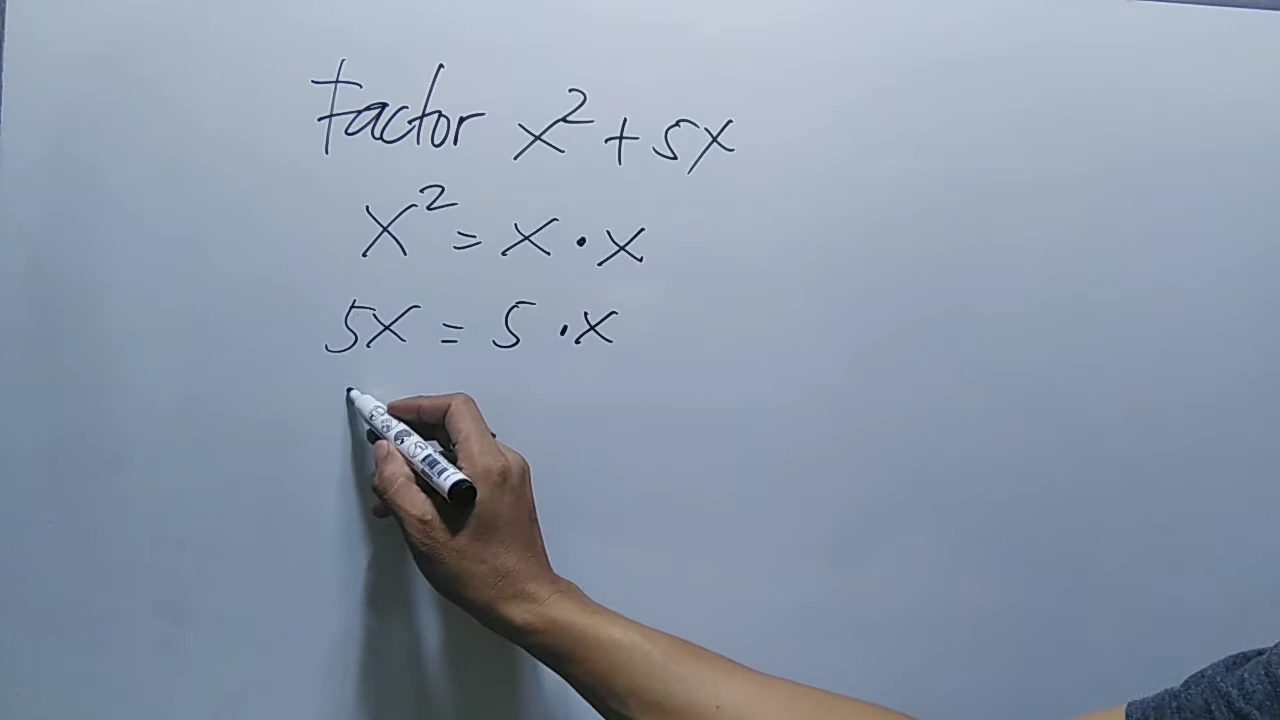 Factor x² + 5x
x² = x · x
5x = 5 · x